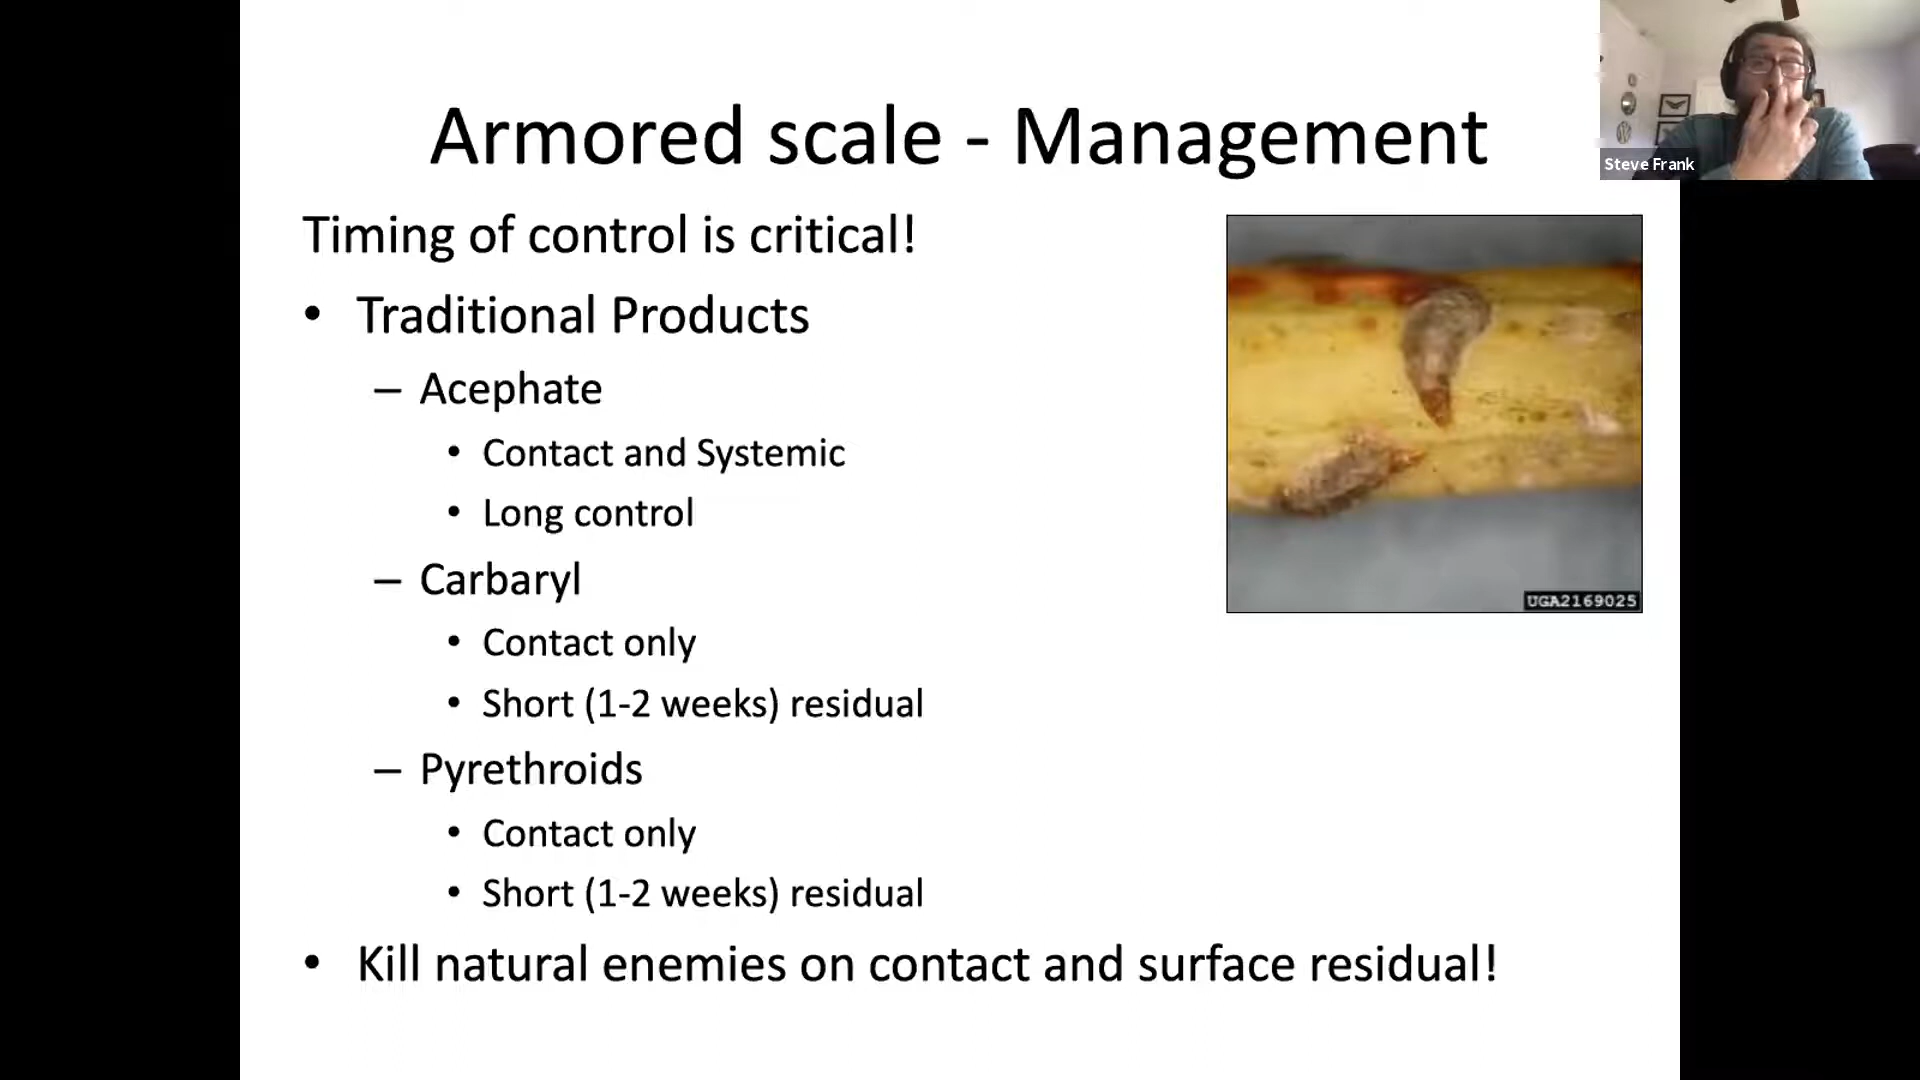 Armored scale - Management
Steve Frank
Timing of control is critical!
• Traditional Products
– Acephate
• Contact and Systemic
• Long control
– Carbaryl
• Contact only
• Short (1-2 weeks) residual
– Pyrethroids
• Contact only
• Short (1-2 weeks) residual
• Kill natural enemies on contact and surface residual!
UGA2169025